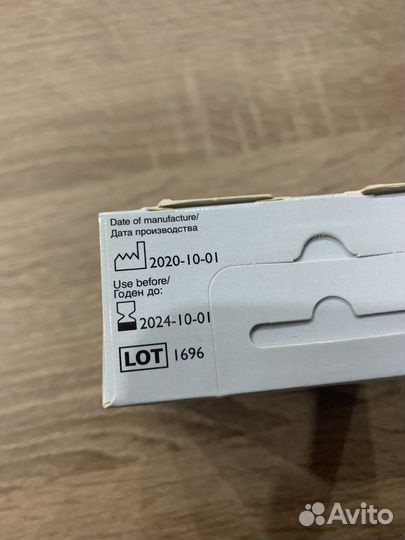 Date of manufacture/
Дата производства
2020-10-01
Use before/
Годен до:
2024-10-01
LOT 1696
Avito